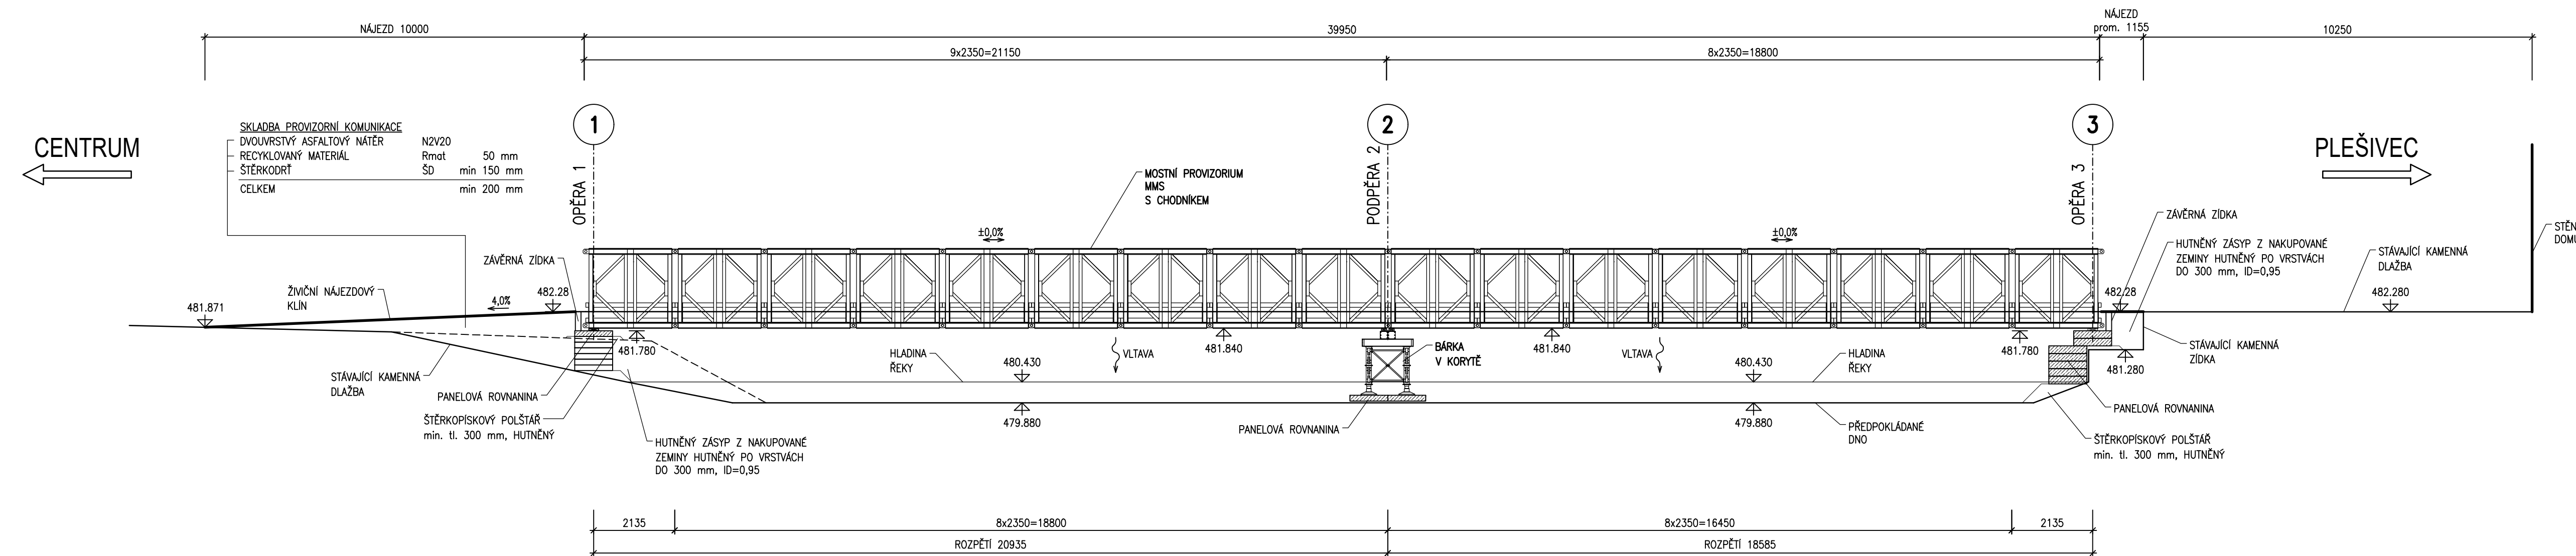 NÁJEZD 10000
39950
NÁJEZD
prom. 1155
10250
9x2350=21150
8x2350=18800
1
2
3
CENTRUM
PLEŠIVEC
SKLADBA PROVIZORNÍ KOMUNIKACE
DVOUVRSTVÝ ASFALTOVÝ NÁTĚR N2V20
RECYKLOVANÝ MATERIÁL Rmat 50 mm
ŠTĚRKODRŤ ŠD min 150 mm
CELKEM min 200 mm
OPĚRA 1
PODPĚRA 2
OPĚRA 3
MOSTNÍ PROVIZORIUM
MMS
S CHODNÍKEM
±0,0%
±0,0%
ZÁVĚRNÁ ZÍDKA
ZÁVĚRNÁ ZÍDKA
HUTNĚNÝ ZÁSYP Z NAKUPOVANÉ
ZEMINY HUTNĚNÝ PO VRSTVÁCH
DO 300 mm, ID=0,95
STÁVAJÍCÍ KAMENNÁ
DLAŽBA
STĚN
DOMU
481.871
ŽIVIČNÍ NÁJEZDOVÝ
KLÍN
4,0%
482.28
482.28
482.280
481.780
HLADINA
ŘEKY
480.430
VLTAVA
481.840
BÁRKA
V KORYTĚ
481.840
VLTAVA
480.430
HLADINA
ŘEKY
481.780
481.280
STÁVAJÍCÍ KAMENNÁ
ZÍDKA
STÁVAJÍCÍ KAMENNÁ
DLAŽBA
PANELOVÁ ROVNANINA
ŠTĚRKOPÍSKOVÝ POLŠTÁŘ
min. tl. 300 mm, HUTNĚNÝ
HUTNĚNÝ ZÁSYP Z NAKUPOVANÉ
ZEMINY HUTNĚNÝ PO VRSTVÁCH
DO 300 mm, ID=0,95
479.880
PANELOVÁ ROVNANINA
479.880
PŘEDPOKLÁDANÉ
DNO
PANELOVÁ ROVNANINA
ŠTĚRKOPÍSKOVÝ POLŠTÁŘ
min. tl. 300 mm, HUTNĚNÝ
2135
8x2350=18800
8x2350=16450
2135
ROZPĚTÍ 20935
ROZPĚTÍ 18585